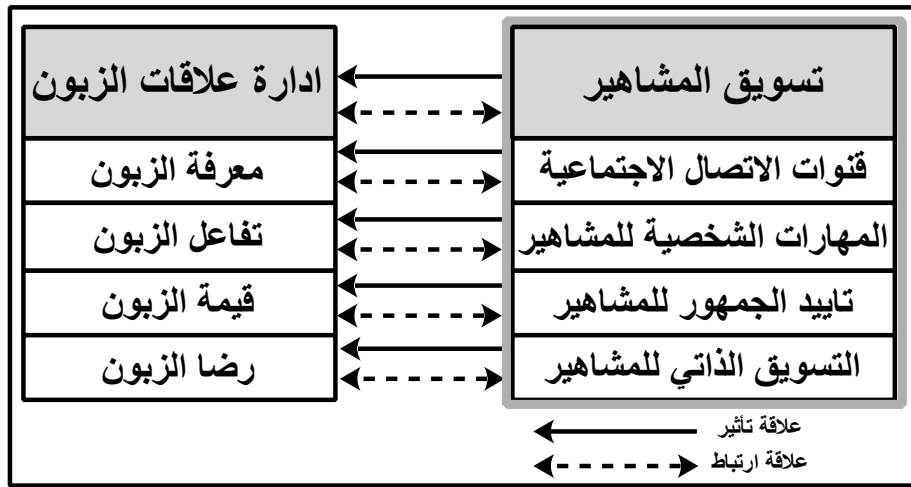 تسويق المشاهير
ادارة علاقات الزبون
قنوات الاتصال الاجتماعية
معرفة الزبون
المهارات الشخصية للمشاهير
تفاعل الزبون
تاييد الجمهور للمشاهير
قيمة الزبون
التسويق الذاتي للمشاهير
رضا الزبون
علاقة تأثير
علاقة ارتباط